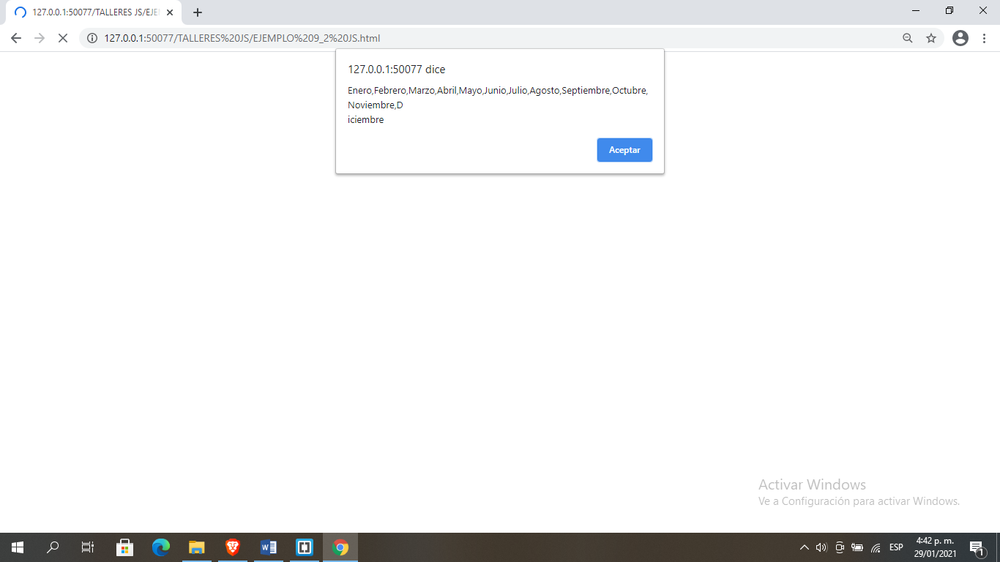 127.0.0.1:50077/TALLERES JS/EJE
127.0.0.1:50077/TALLERES%20JS/EJEMPLO%209_2%20JS.html
127.0.0.1:50077 dice
Enero,Febrero,Marzo,Abril,Mayo,Junio,Julio,Agosto,Septiembre,Octubre,
Noviembre,D
iciembre
Aceptar
Activar Windows
Ve a Configuración para activar Windows.
W
ESP
4:42 p. m.
29/01/2021
1